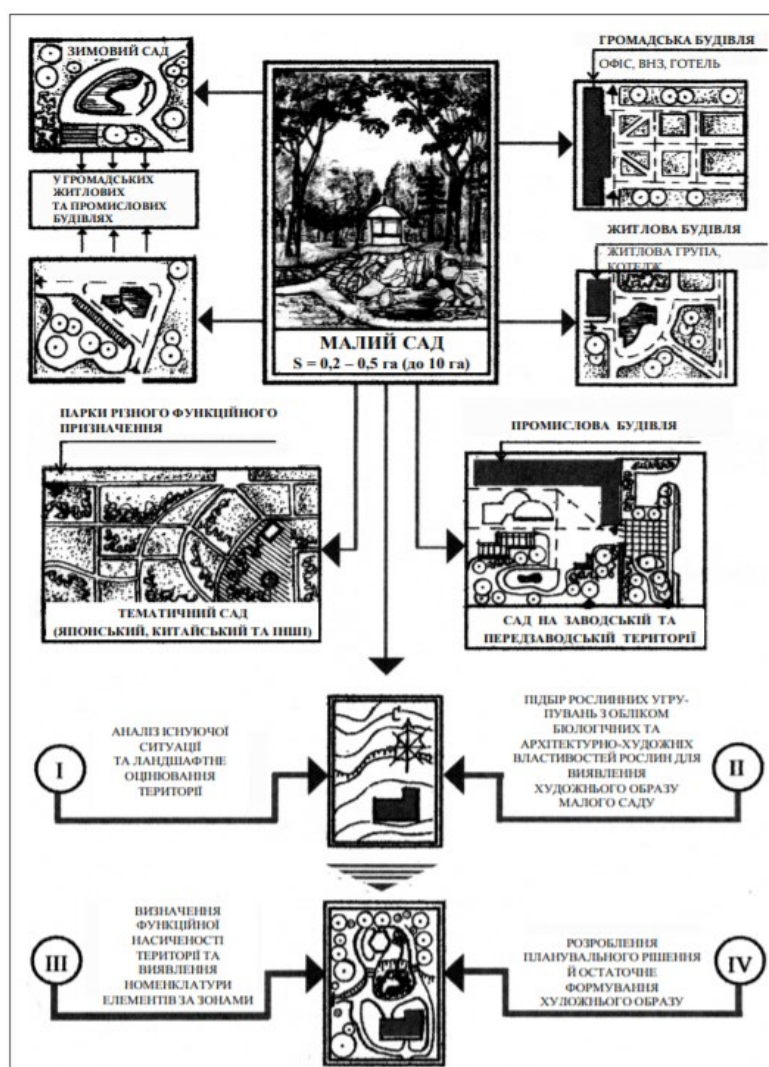 ЗИМОВИЙ САД
ГРОМАДСЬКА БУДІВЛЯ
ОФІС, ВНЗ, ГОТЕЛЬ
У ГРОМАДСЬКИХ
ЖИТЛОВИХ
ТА ПРОМИСЛОВИХ
БУДІВЛЯХ
ЖИТЛОВА БУДІВЛЯ
ЖИТЛОВА ГРУПА,
КОТЕДЖ
МАЛИЙ САД
S = 0,2 – 0,5 га (до 10 га)
ПАРКИ РІЗНОГО ФУНКЦІЙНОГО
ПРИЗНАЧЕННЯ
ПРОМИСЛОВА БУДІВЛЯ
ТЕМАТИЧНИЙ САД
(ЯПОНСЬКИЙ, КИТАЙСЬКИЙ ТА ІНШІ)
САД НА ЗАВОДСЬКІЙ ТА
ПЕРЕДЗАВОДСЬКІЙ ТЕРИТОРІЇ
I
АНАЛІЗ ІСНУЮЧОЇ
СИТУАЦІЇ
ТА ЛАНДШАФТНЕ
ОЦІНЮВАННЯ
ТЕРИТОРІЇ
ПІДБІР РОСЛИННИХ УГРУ-
ПУВАНЬ З ОБЛІКОМ
БІОЛОГІЧНИХ ТА
АРХІТЕКТУРНО-ХУДОЖНІХ
ВЛАСТИВОСТЕЙ РОСЛИН ДЛЯ
ВИЯВЛЕННЯ
ХУДОЖНЬОГО ОБРАЗУ
МАЛОГО САДУ
II
III
ВИЗНАЧЕННЯ
ФУНКЦІЙНОЇ
НАСИЧЕНОСТІ
ТЕРИТОРІЇ ТА
ВИЯВЛЕННЯ
НОМЕНКЛАТУРИ
ЕЛЕМЕНТІВ ЗА ЗОНАМИ
РОЗРОБЛЕННЯ
ПЛАНУВАЛЬНОГО РІШЕННЯ
Й ОСТАТОЧНЕ
ФОРМУВАННЯ
ХУДОЖНЬОГО ОБРАЗУ
IV